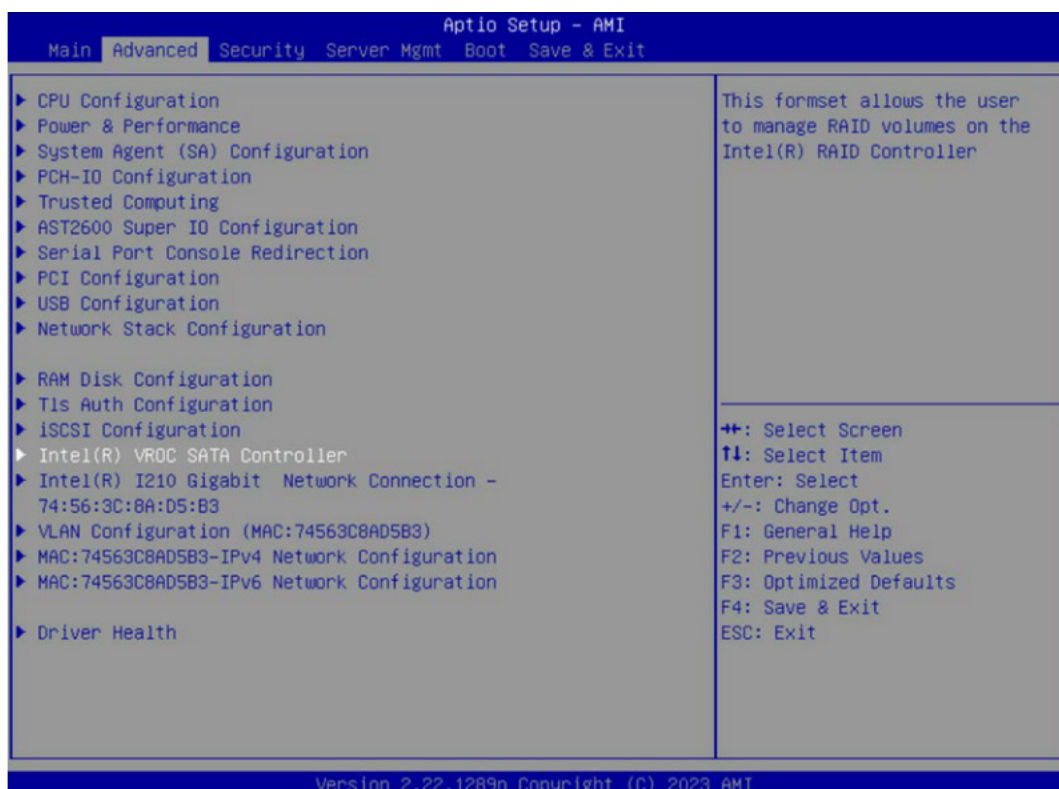 Aptio Setup – AMI
Main Advanced Security Server Mgmt Boot Save & Exit
▶ CPU Configuration
▶ Power & Performance
▶ System Agent (SA) Configuration
▶ PCH-IO Configuration
▶ Trusted Computing
▶ AST2600 Super IO Configuration
▶ Serial Port Console Redirection
▶ PCI Configuration
▶ USB Configuration
▶ Network Stack Configuration
▶ RAM Disk Configuration
▶ Tls Auth Configuration
▶ iSCSI Configuration
▶ Intel(R) VROC SATA Controller
▶ Intel(R) I210 Gigabit Network Connection –
74:56:3C:8A:D5:B3
▶ VLAN Configuration (MAC:74563C8AD5B3)
▶ MAC:74563C8AD5B3-IPv4 Network Configuration
▶ MAC:74563C8AD5B3-IPv6 Network Configuration
▶ Driver Health
This formset allows the user
to manage RAID volumes on the
Intel(R) RAID Controller
→←: Select Screen
↑↓: Select Item
Enter: Select
+/-: Change Opt.
F1: General Help
F2: Previous Values
F3: Optimized Defaults
F4: Save & Exit
ESC: Exit
Version 2.22.1289n Copyright (C) 2023 AMI